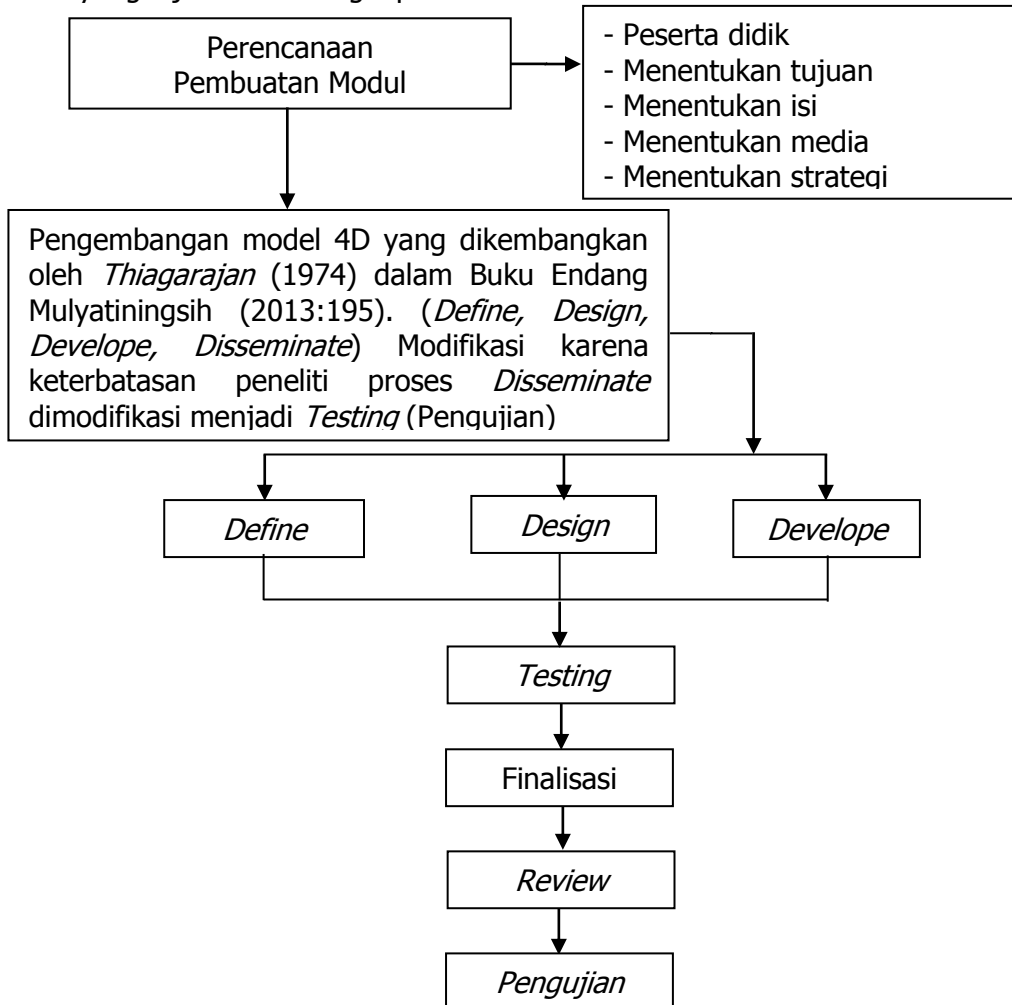 Perencanaan
Pembuatan Modul
- Peserta didik
- Menentukan tujuan
- Menentukan isi
- Menentukan media
- Menentukan strategi
Pengembangan model 4D yang dikembangkan
oleh Thiagarajan (1974) dalam Buku Endang
Mulyatiningsih (2013:195). (Define, Design,
Develope, Disseminate) Modifikasi karena
keterbatasan peneliti proses Disseminate
dimodifikasi menjadi Testing (Pengujian)
Define
Design
Develope
Testing
Finalisasi
Review
Pengujian